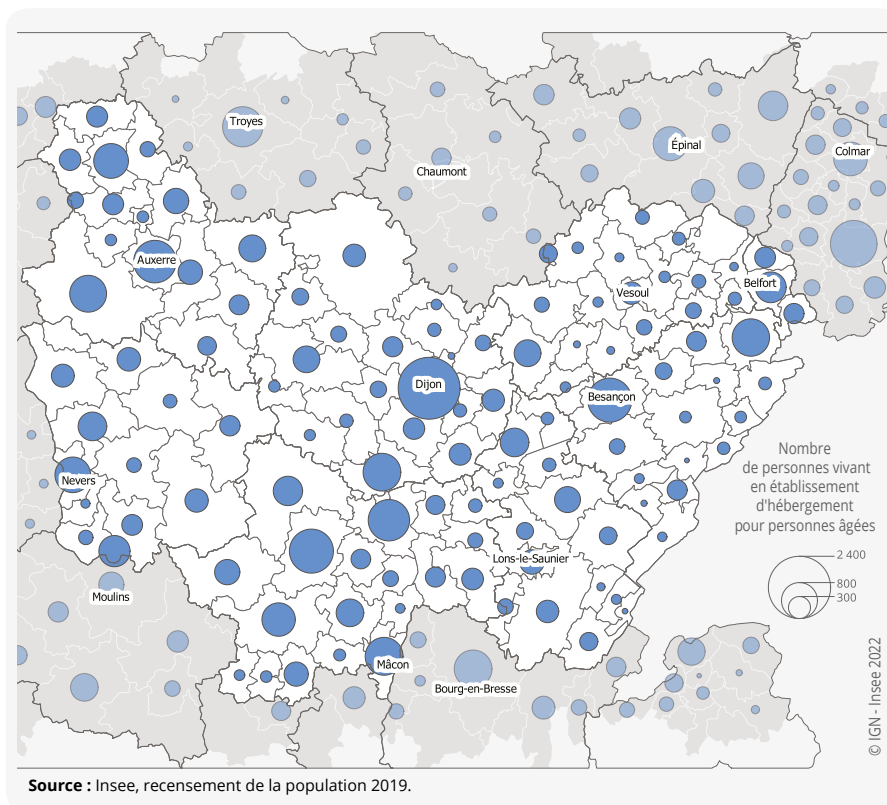 Troyes
Épinal
Colmar
Chaumont
Auxerre
Belfort
Vesoul
Dijon
Besançon
Nombre
de personnes vivant
en établissement
d'hébergement
pour personnes âgées
2 400
800
300
Nevers
Lons-le-Saunier
Moulins
Mâcon
Bourg-en-Bresse
© IGN - Insee 2022
Source : Insee, recensement de la population 2019.